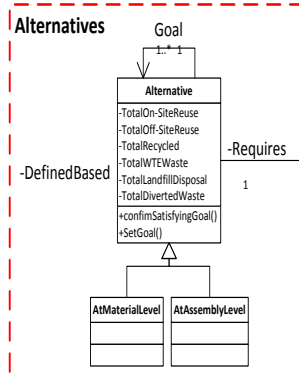 Goal
Alternatives
1..* 1
Alternative
-TotalOn-SiteReuse
-TotalOff-SiteReuse
-TotalRecycled
-TotalWTEWaste
-TotalLandfillDisposal
-TotalDivertedWaste
+confimSatisfyingGoal()
+SetGoal()
-DefinedBased
-Requires
1
AtMaterialLevel
AtAssemblyLevel